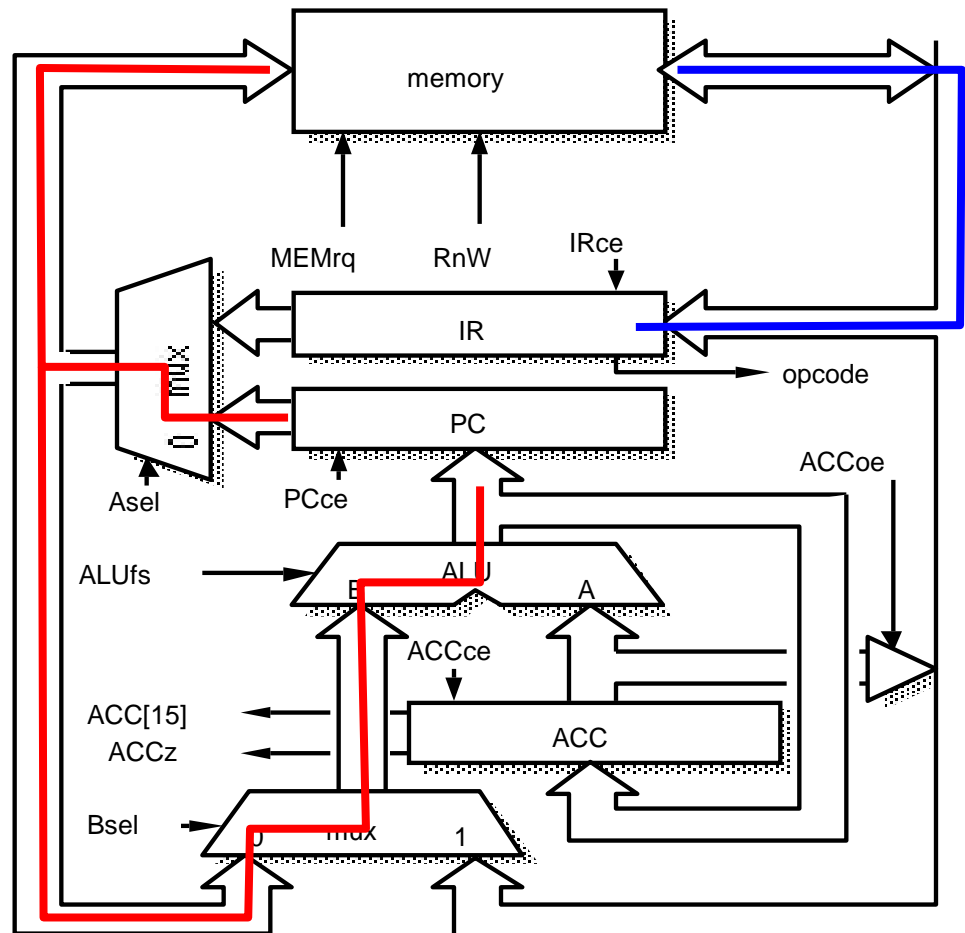 memory
MEMrq
RnW
IRce
IR
mux
opcode
0
PC
ACCoe
Asel
PCce
ALUfs
ALU
B
A
ACCce
ACC[15]
ACC
ACCz
Bsel
0
mux
1